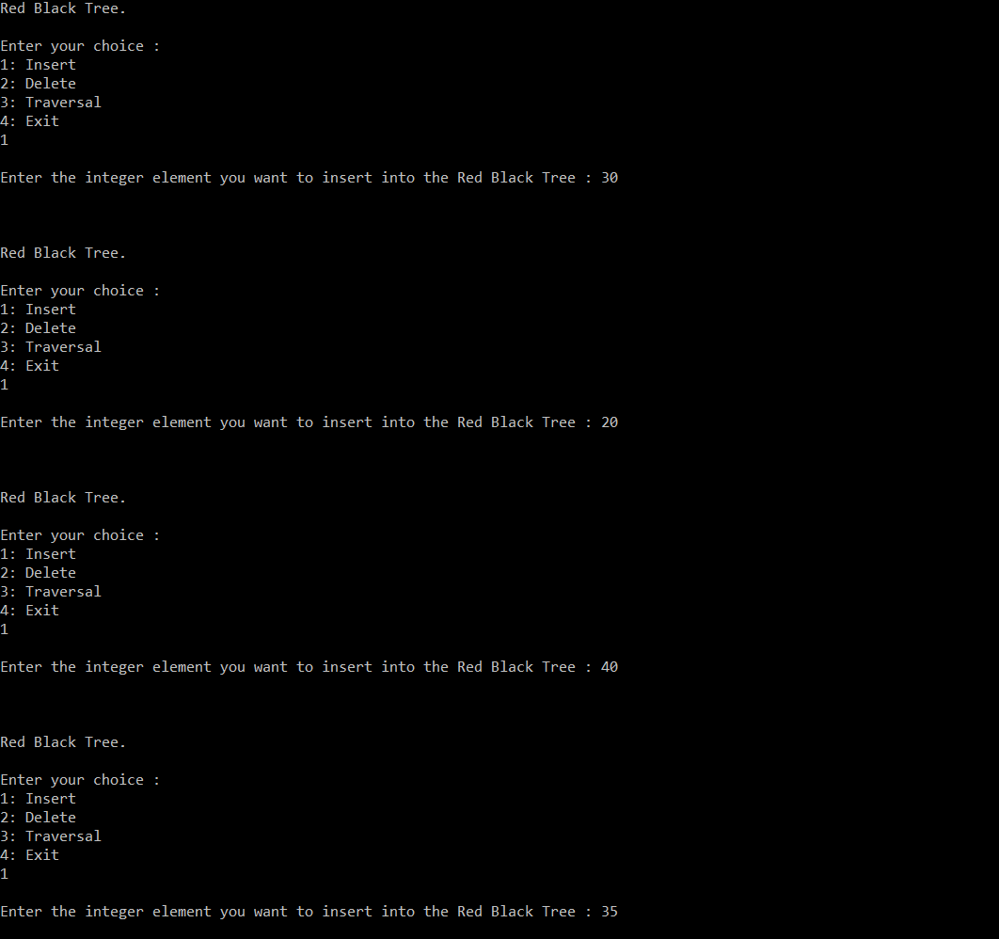 Red Black Tree.
Enter your choice :
1: Insert
2: Delete
3: Traversal
4: Exit
1
Enter the integer element you want to insert into the Red Black Tree : 30
Red Black Tree.
Enter your choice :
1: Insert
2: Delete
3: Traversal
4: Exit
1
Enter the integer element you want to insert into the Red Black Tree : 20
Red Black Tree.
Enter your choice :
1: Insert
2: Delete
3: Traversal
4: Exit
1
Enter the integer element you want to insert into the Red Black Tree : 40
Red Black Tree.
Enter your choice :
1: Insert
2: Delete
3: Traversal
4: Exit
1
Enter the integer element you want to insert into the Red Black Tree : 35